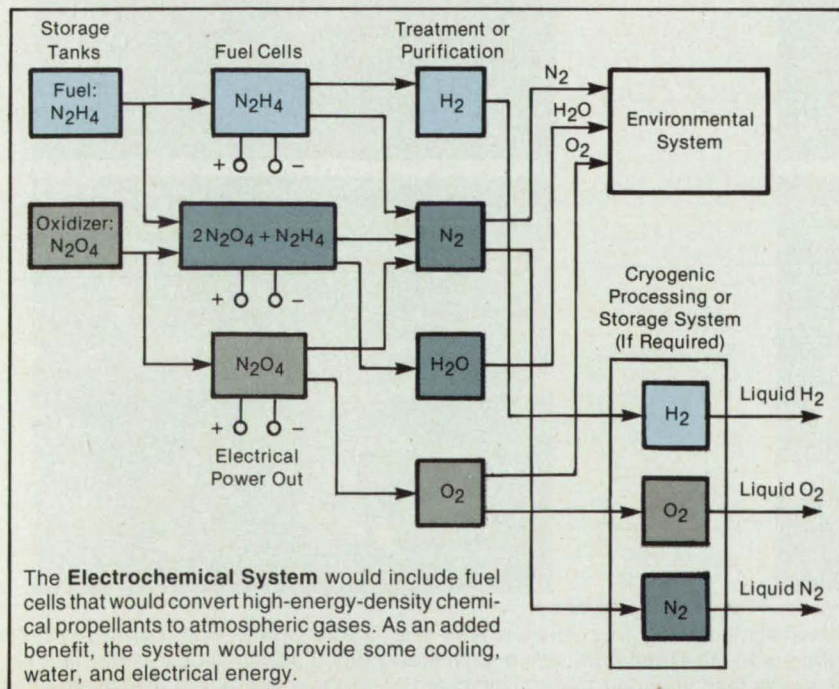 Storage
Tanks
Fuel Cells
Treatment or
Purification
Fuel:
N2H4
N2H4
+ −
H2
N2
H2O
O2
Environmental
System
Oxidizer:
N2O4
2N2O4 + N2H4
+ −
N2
N2O4
+ −
Electrical
Power Out
H2O
O2
Cryogenic
Processing or
Storage System
(If Required)
H2
Liquid H2
O2
Liquid O2
N2
Liquid N2
The Electrochemical System would include fuel
cells that would convert high-energy-density chemi-
cal propellants to atmospheric gases. As an added
benefit, the system would provide some cooling,
water, and electrical energy.